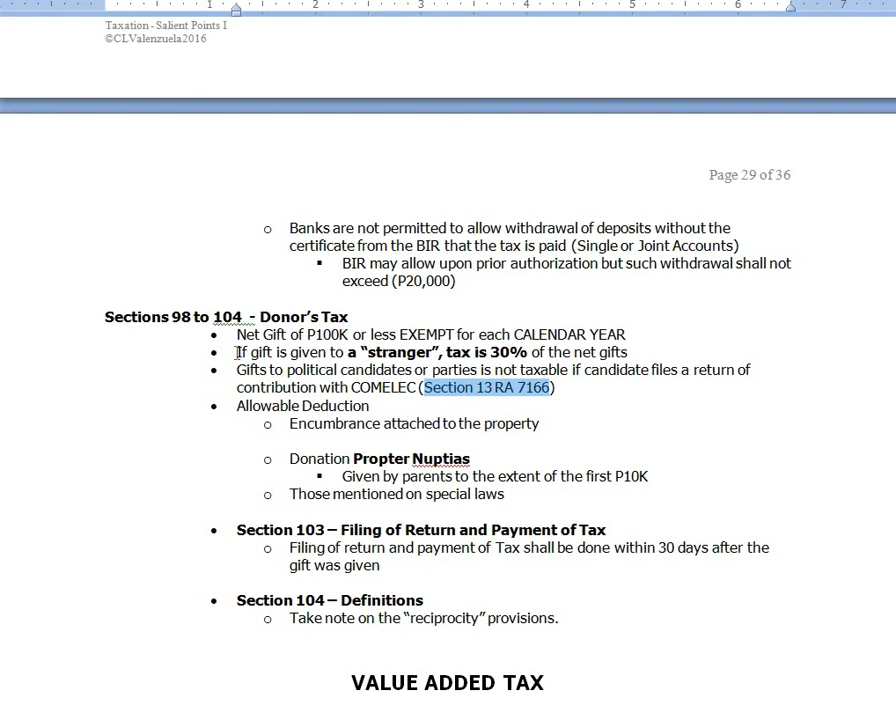 1 2 3 4 5 6 7
Taxation - Salient Points I
©CLValenzuela2016
Page 29 of 36
o Banks are not permitted to allow withdrawal of deposits without the
certificate from the BIR that the tax is paid (Single or Joint Accounts)
▪ BIR may allow upon prior authorization but such withdrawal shall not
exceed (P20,000)
Sections 98 to 104 - Donor's Tax
• Net Gift of P100K or less EXEMPT for each CALENDAR YEAR
• If gift is given to a “stranger”, tax is 30% of the net gifts
• Gifts to political candidates or parties is not taxable if candidate files a return of
contribution with COMELEC (Section 13 RA 7166)
• Allowable Deduction
o Encumbrance attached to the property
o Donation Propter Nuptias
▪ Given by parents to the extent of the first P10K
o Those mentioned on special laws
• Section 103 – Filing of Return and Payment of Tax
o Filing of return and payment of Tax shall be done within 30 days after the
gift was given
• Section 104 – Definitions
o Take note on the “reciprocity” provisions.
VALUE ADDED TAX